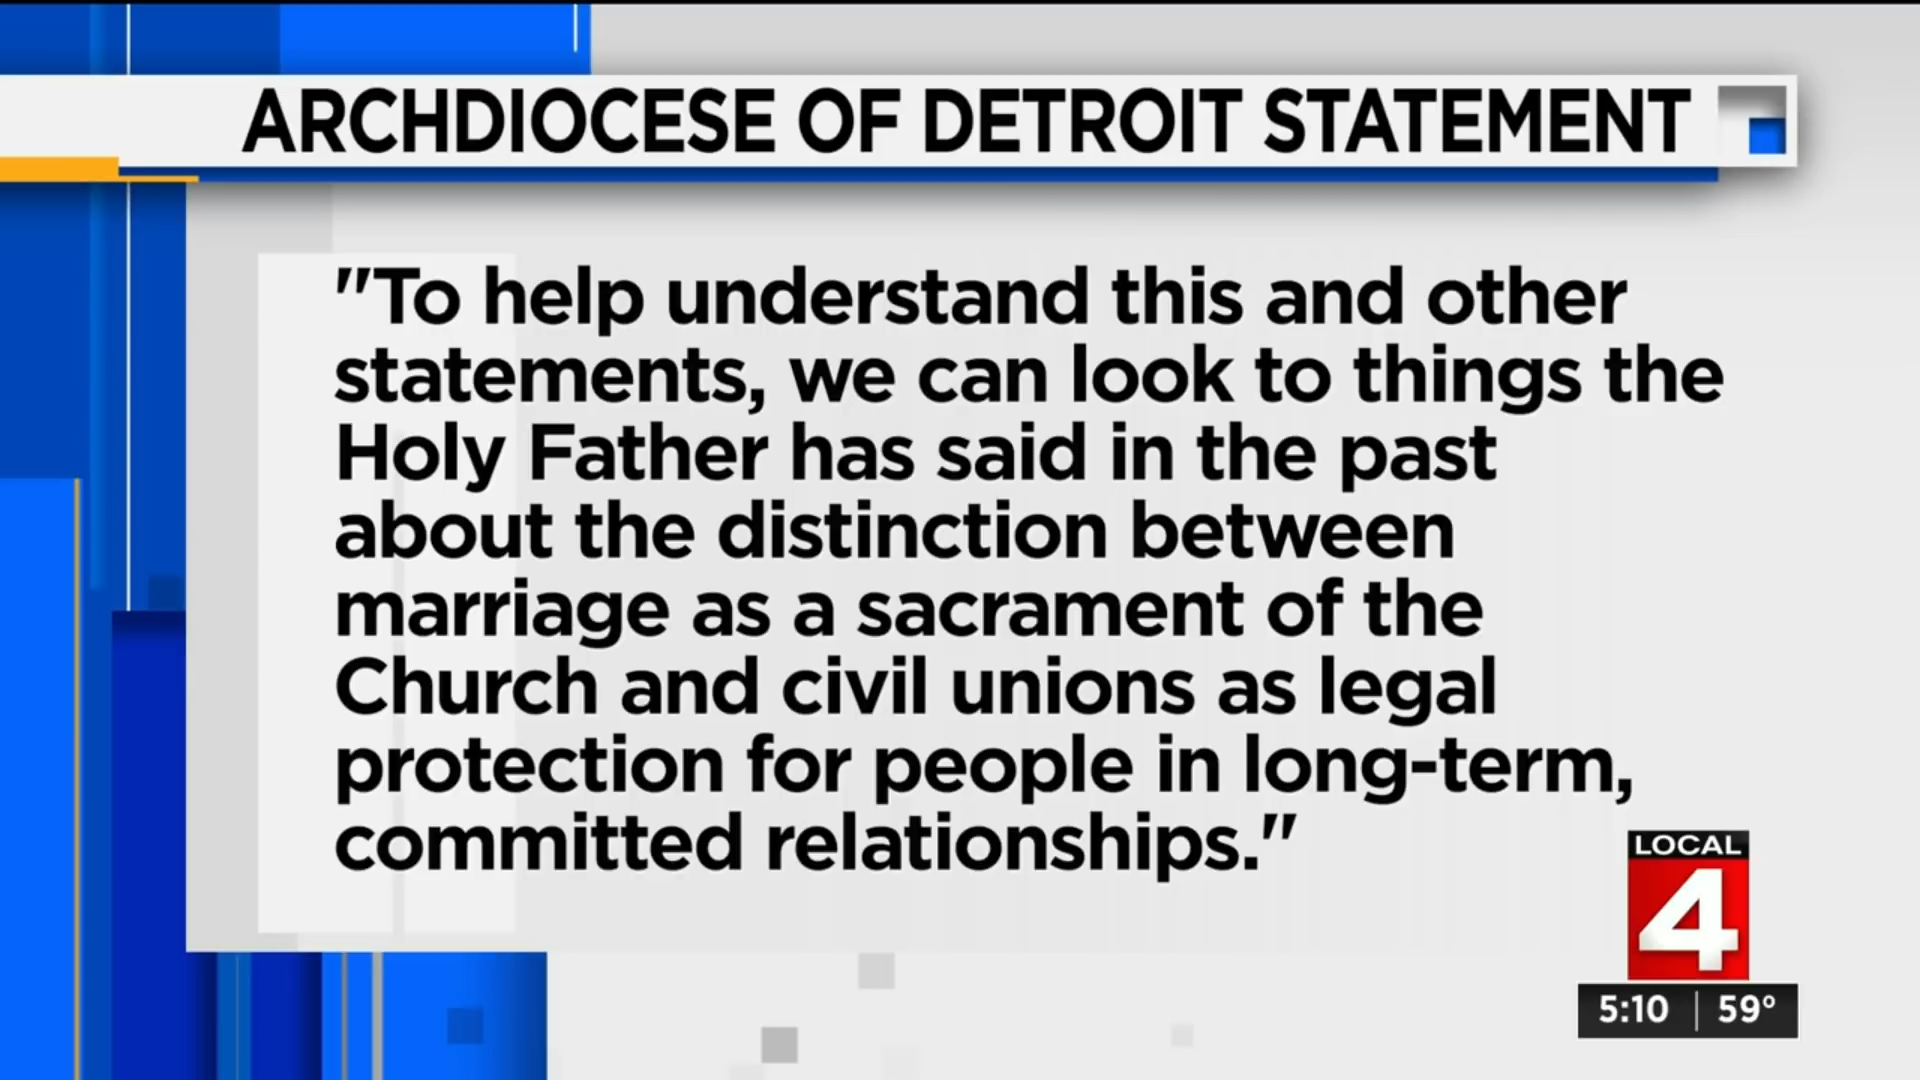 ARCHDIOCESE OF DETROIT STATEMENT
"To help understand this and other
statements, we can look to things the
Holy Father has said in the past
about the distinction between
marriage as a sacrament of the
Church and civil unions as legal
protection for people in long-term,
committed relationships."
LOCAL
4
5:10 | 59°